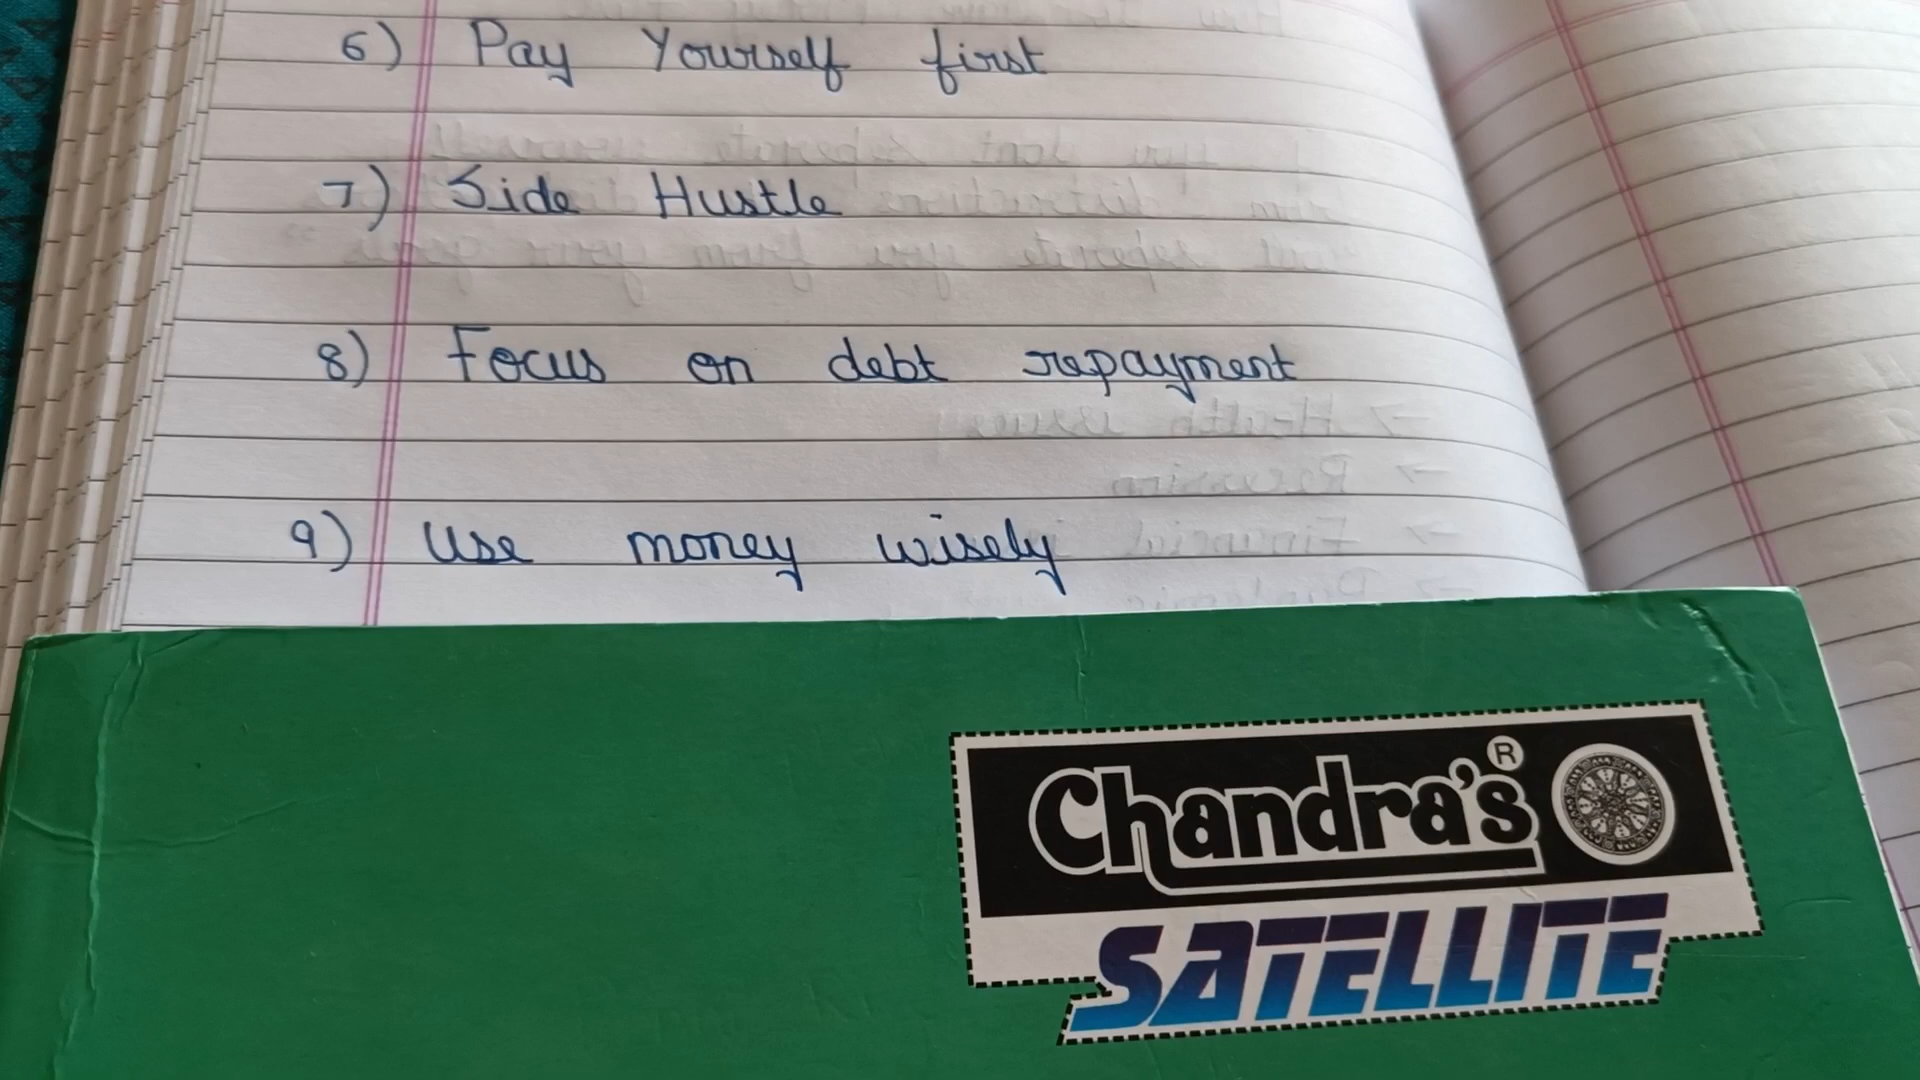 6) Pay Yourself first
7) Side Hustle
8) Focus on debt repayment
9) Use money wisely
Chandra's®
SATELLITE